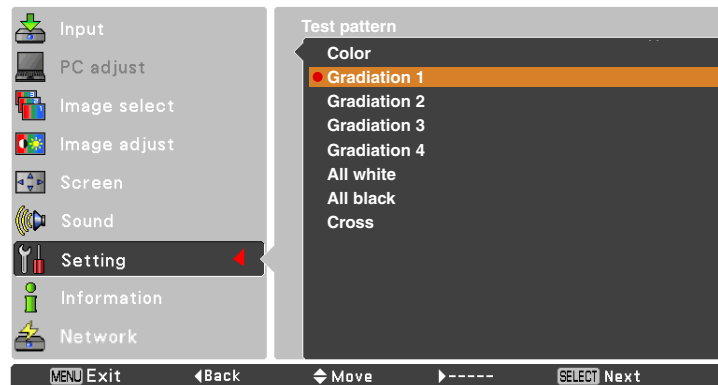 Input
PC adjust
Image select
Image adjust
Screen
Sound
Setting
Information
Network
Test pattern
Color
Gradiation 1
Gradiation 2
Gradiation 3
Gradiation 4
All white
All black
Cross
MENU Exit ◀Back Move ▶----- SELECT Next